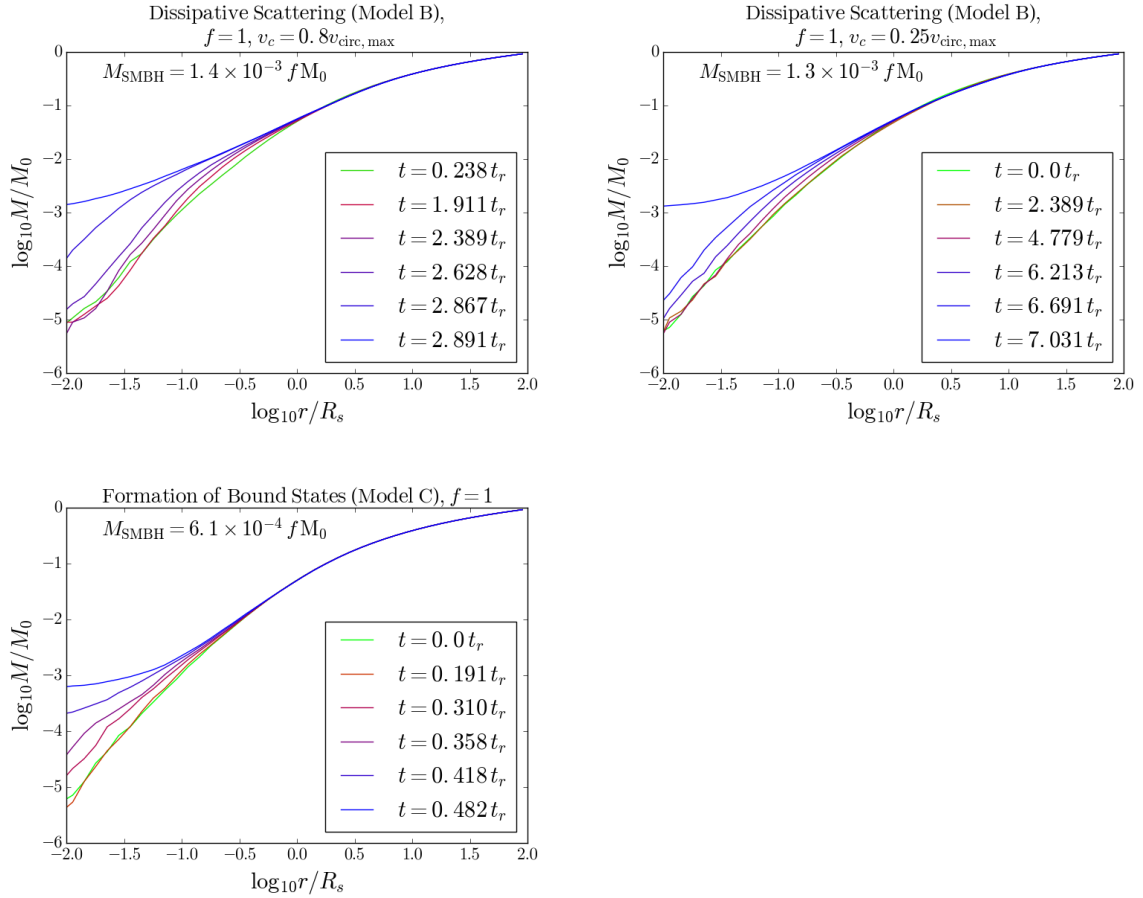 Dissipative Scattering (Model B),
f = 1, v_c = 0.8v_circ, max
M_SMBH = 1.4 × 10^−3 f M_0
0
−1
−2
−3
−4
−5
−6
log_10 M/M_0
t = 0.238 t_r
t = 1.911 t_r
t = 2.389 t_r
t = 2.628 t_r
t = 2.867 t_r
t = 2.891 t_r
−2.0 −1.5 −1.0 −0.5 0.0 0.5 1.0 1.5 2.0
log_10 r/R_s
Dissipative Scattering (Model B),
f = 1, v_c = 0.25v_circ, max
M_SMBH = 1.3 × 10^−3 f M_0
0
−1
−2
−3
−4
−5
−6
log_10 M/M_0
t = 0.0 t_r
t = 2.389 t_r
t = 4.779 t_r
t = 6.213 t_r
t = 6.691 t_r
t = 7.031 t_r
−2.0 −1.5 −1.0 −0.5 0.0 0.5 1.0 1.5 2.0
log_10 r/R_s
Formation of Bound States (Model C), f = 1
M_SMBH = 6.1 × 10^−4 f M_0
0
−1
−2
−3
−4
−5
−6
log_10 M/M_0
t = 0.0 t_r
t = 0.191 t_r
t = 0.310 t_r
t = 0.358 t_r
t = 0.418 t_r
t = 0.482 t_r
−2.0 −1.5 −1.0 −0.5 0.0 0.5 1.0 1.5 2.0
log_10 r/R_s